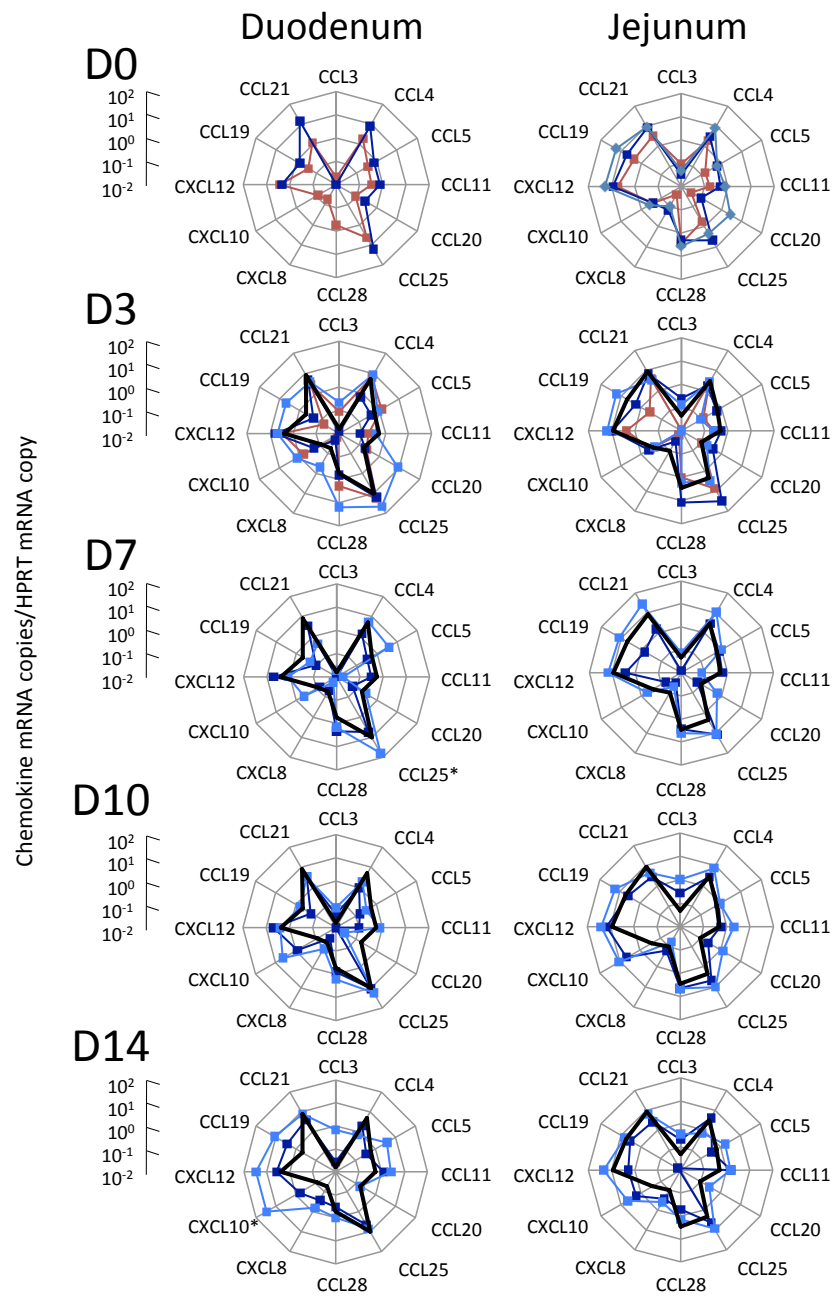 Duodenum
Jejunum
Chemokine mRNA copies/HPRT mRNA copy
D0
10²
10¹
10⁰
10⁻¹
10⁻²
CCL3
CCL4
CCL5
CCL11
CCL20
CCL25
CCL28
CXCL8
CXCL10
CXCL12
CCL19
CCL21
CCL3
CCL4
CCL5
CCL11
CCL20
CCL25
CCL28
CXCL8
CXCL10
CXCL12
CCL19
CCL21
D3
10²
10¹
10⁰
10⁻¹
10⁻²
CCL3
CCL4
CCL5
CCL11
CCL20
CCL25
CCL28
CXCL8
CXCL10
CXCL12
CCL19
CCL21
CCL3
CCL4
CCL5
CCL11
CCL20
CCL25
CCL28
CXCL8
CXCL10
CXCL12
CCL19
CCL21
D7
10²
10¹
10⁰
10⁻¹
10⁻²
CCL3
CCL4
CCL5
CCL11
CCL20
CCL25*
CCL28
CXCL8
CXCL10
CXCL12
CCL19
CCL21
CCL3
CCL4
CCL5
CCL11
CCL20
CCL25
CCL28
CXCL8
CXCL10
CXCL12
CCL19
CCL21
D10
10²
10¹
10⁰
10⁻¹
10⁻²
CCL3
CCL4
CCL5
CCL11
CCL20
CCL25
CCL28
CXCL8
CXCL10
CXCL12
CCL19
CCL21
CCL3
CCL4
CCL5
CCL11
CCL20
CCL25
CCL28
CXCL8
CXCL10
CXCL12
CCL19
CCL21
D14
10²
10¹
10⁰
10⁻¹
10⁻²
CCL3
CCL4
CCL5
CCL11
CCL20
CCL25
CCL28
CXCL8
CXCL10*
CXCL12
CCL19
CCL21
CCL3
CCL4
CCL5
CCL11
CCL20
CCL25
CCL28
CXCL8
CXCL10
CXCL12
CCL19
CCL21